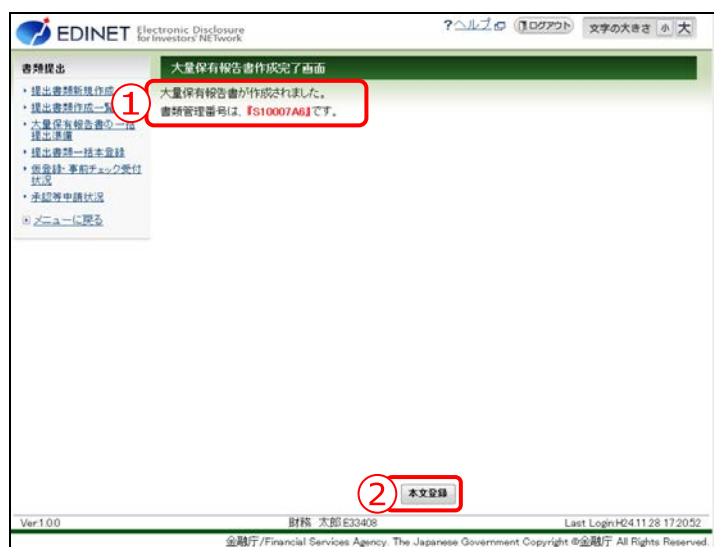 EDINET Electronic Disclosure for Investors' NETwork
?ヘルプ ログアウト 文字の大きさ 小 大
書類提出
・提出書類新規作成
・提出書類作成一覧
・大量保有報告書の一括
提出準備
・提出書類一括本登録
・仮登録・事前チェック受付
状況
・承認等申請状況
メニューに戻る
大量保有報告書作成完了画面
①
大量保有報告書が作成されました。
書類管理番号は、『S10007A6』です。
②
本文登録
Ver1.0.0 財務 太郎 E33408 Last Login:H24.11.28 17:20:52
金融庁/Financial Services Agency. The Japanese Government Copyright ©金融庁 All Rights Reserved.